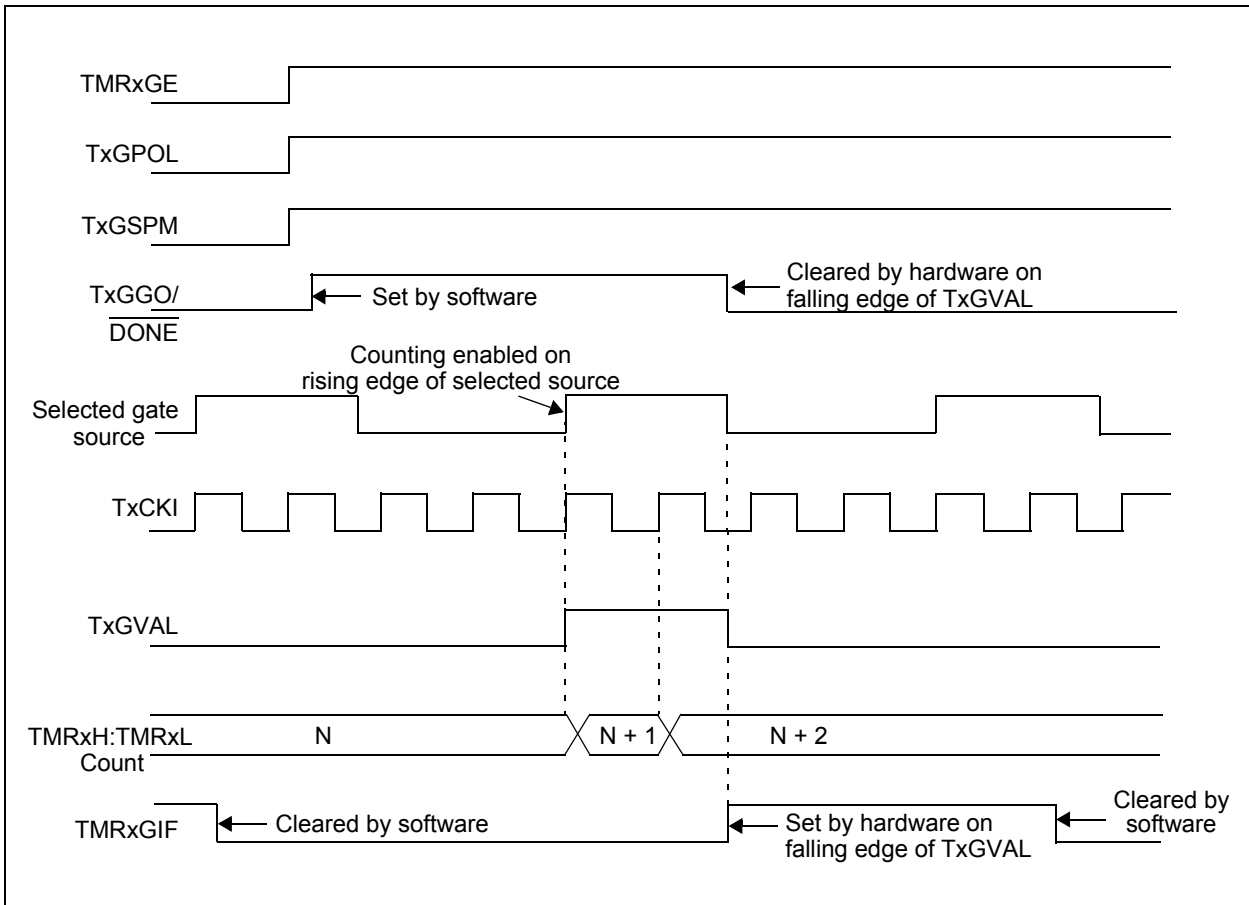 TMRxGE
TxGPOL
TxGSPM
TxGGO/
DONE
Set by software
Cleared by hardware on
falling edge of TxGVAL
Counting enabled on
rising edge of selected source
Selected gate
source
TxCKI
TxGVAL
TMRxH:TMRxL
Count
N
N + 1
N + 2
TMRxGIF
Cleared by software
Set by hardware on
falling edge of TxGVAL
Cleared by
software